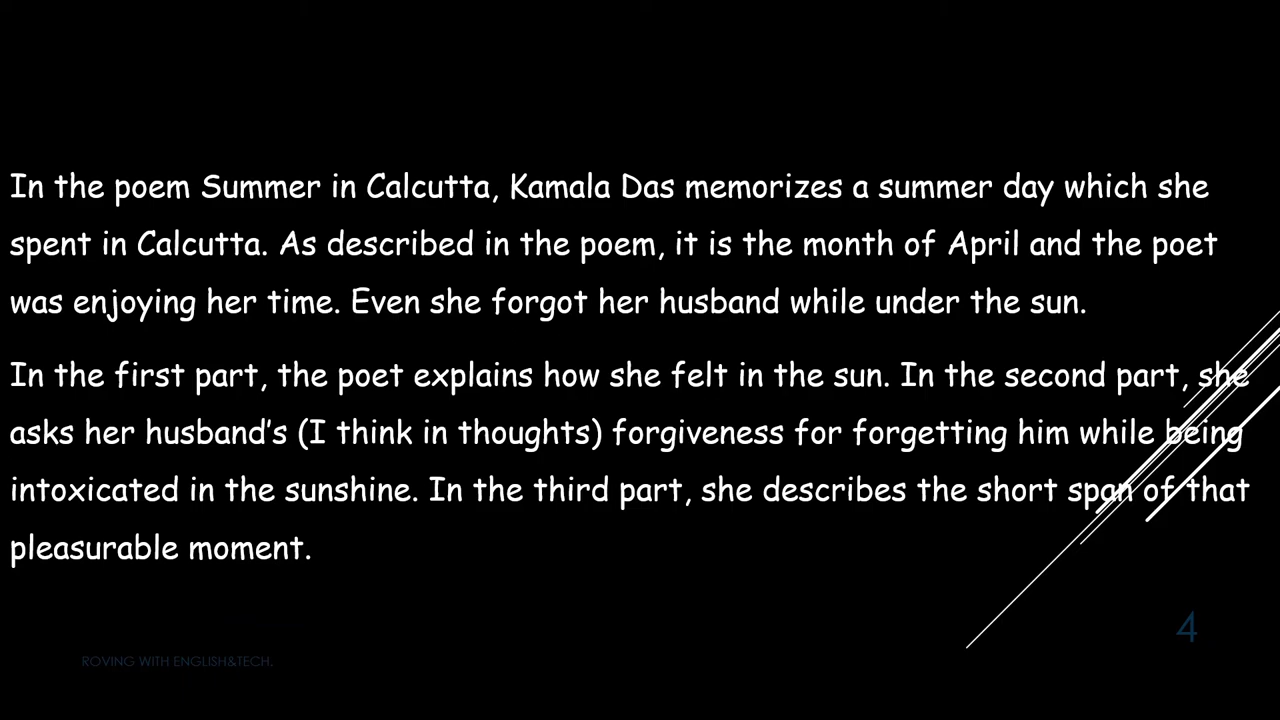 In the poem Summer in Calcutta, Kamala Das memorizes a summer day which she
spent in Calcutta. As described in the poem, it is the month of April and the poet
was enjoying her time. Even she forgot her husband while under the sun.
In the first part, the poet explains how she felt in the sun. In the second part, she
asks her husband's (I think in thoughts) forgiveness for forgetting him while being
intoxicated in the sunshine. In the third part, she describes the short span of that
pleasurable moment.
4
ROVING WITH ENGLISH&TECH.